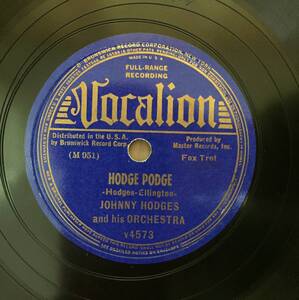 BRUNSWICK RECORD CORPORATION, NEW YORK
MADE IN U S A
FULL-RANGE
RECORDING
Vocalion
Distributed in the U. S. A.
by Brunswick Record Corp.
Produced by
Master Records, Inc.
(M 951)
Fox Trot
HODGE PODGE
-Hodges-Ellington-
JOHNNY HODGES
and his ORCHESTRA
v4573